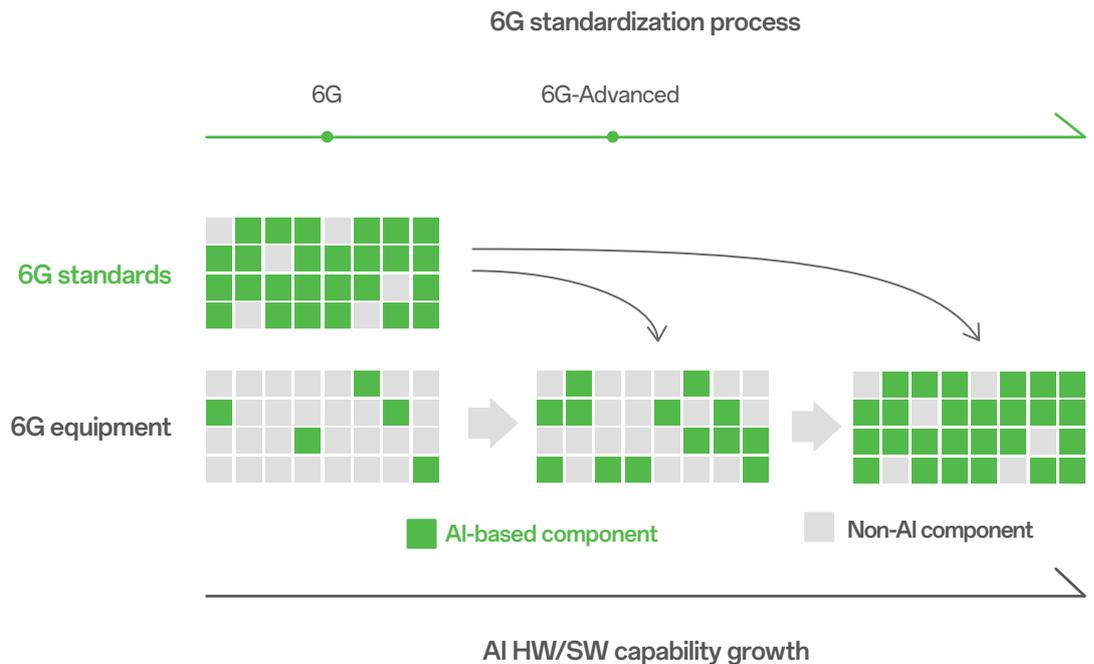 6G standardization process
6G
6G-Advanced
6G standards
6G equipment
AI-based component
Non-AI component
AI HW/SW capability growth